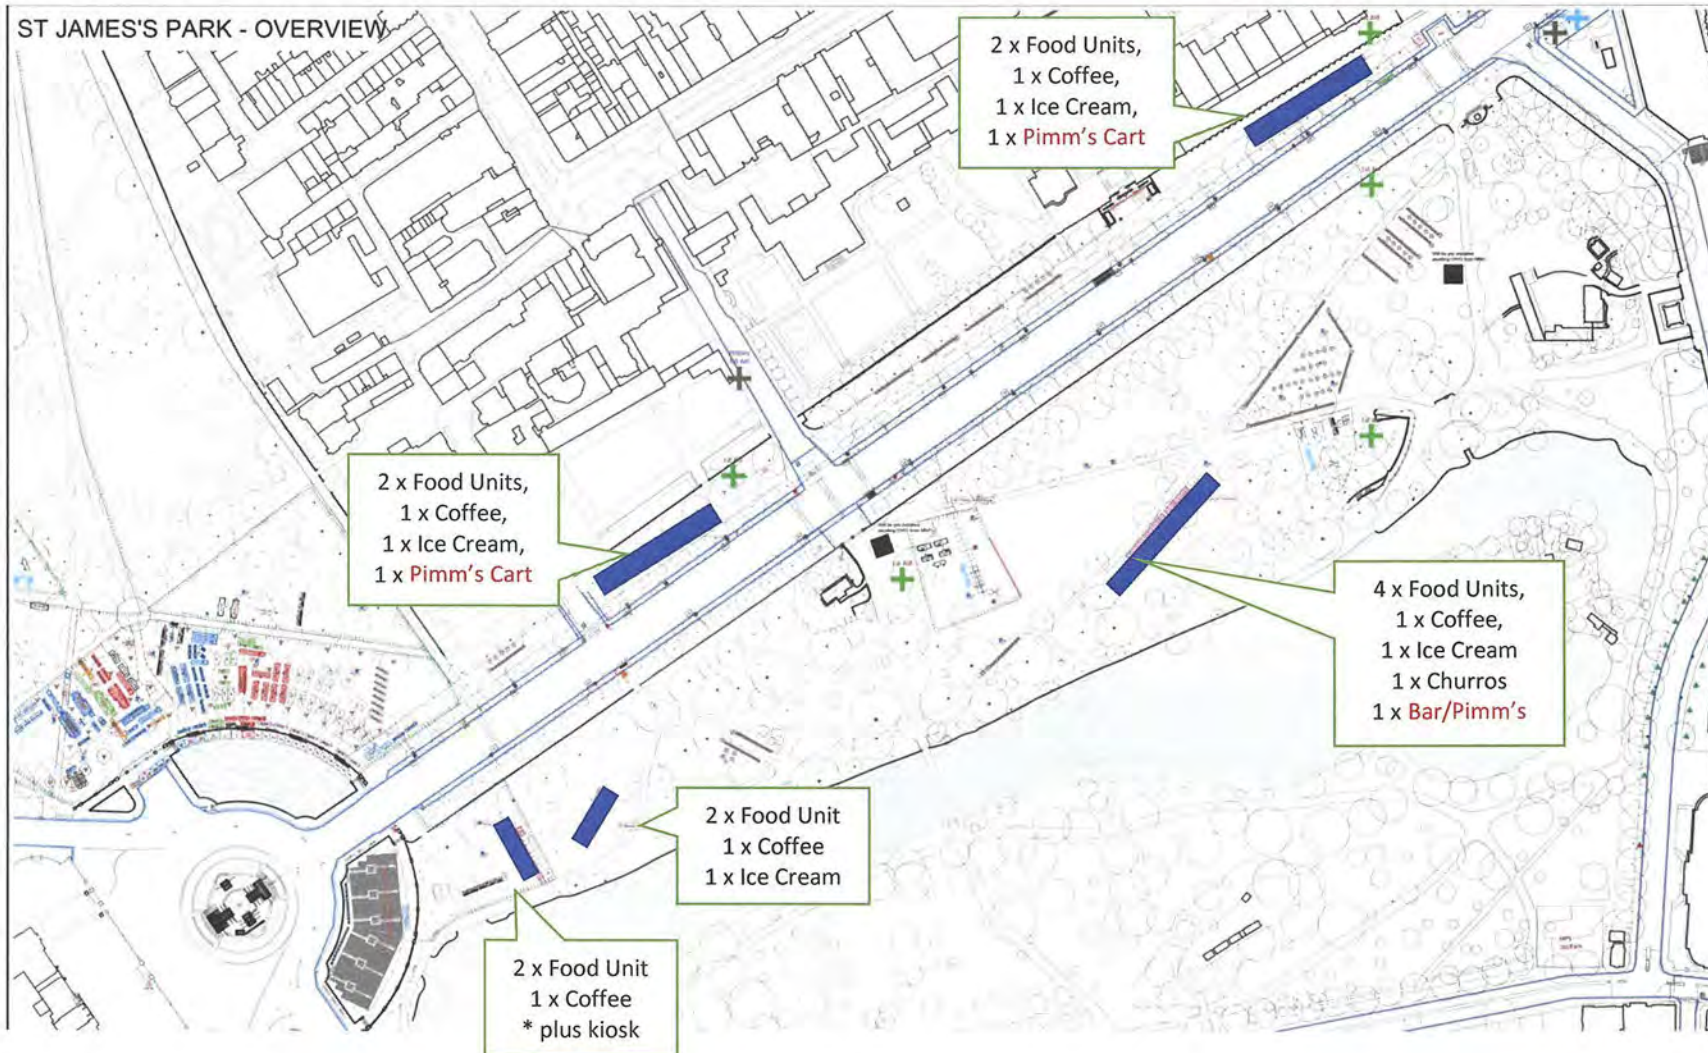 ST JAMES'S PARK - OVERVIEW
2 x Food Units,
1 x Coffee,
1 x Ice Cream,
1 x Pimm's Cart
2 x Food Units,
1 x Coffee,
1 x Ice Cream,
1 x Pimm's Cart
4 x Food Units,
1 x Coffee,
1 x Ice Cream
1 x Churros
1 x Bar/Pimm's
2 x Food Unit
1 x Coffee
1 x Ice Cream
2 x Food Unit
1 x Coffee
* plus kiosk